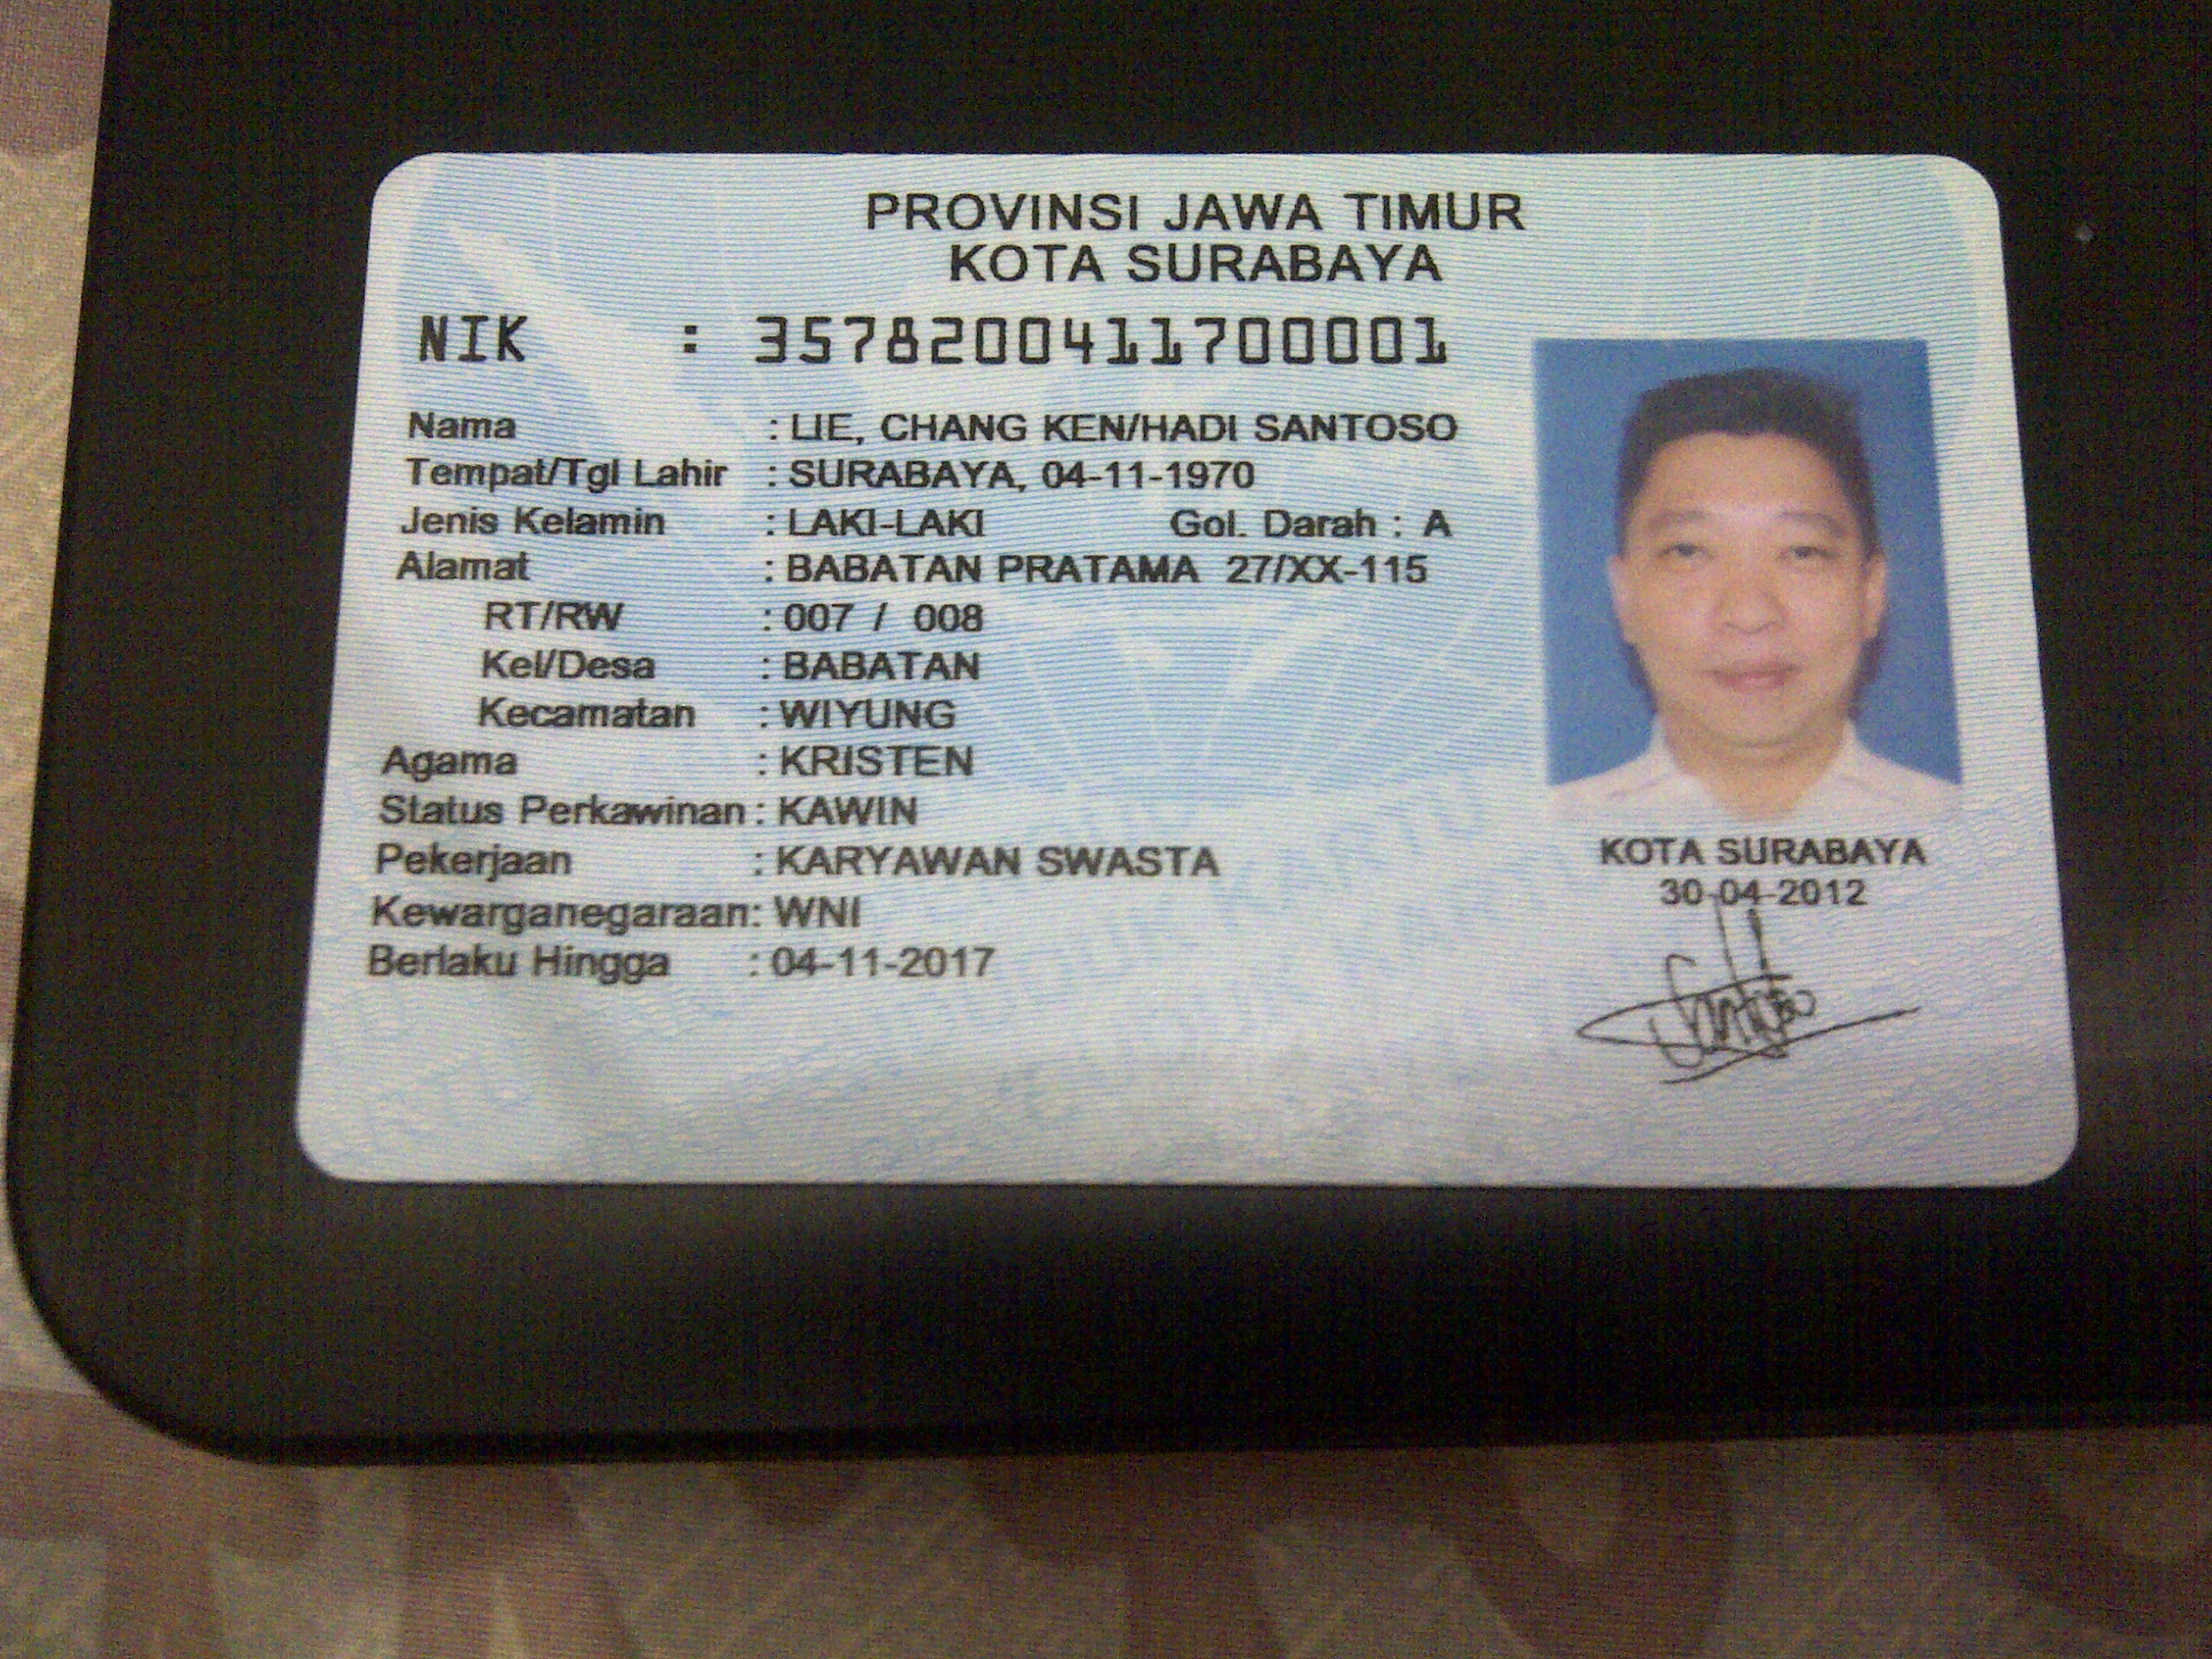 PROVINSI JAWA TIMUR
KOTA SURABAYA
NIK : 3578200411700001
Nama : LIE, CHANG KEN/HADI SANTOSO
Tempat/Tgl Lahir : SURABAYA, 04-11-1970
Jenis Kelamin : LAKI-LAKI Gol. Darah : A
Alamat : BABATAN PRATAMA 27/XX-115
RT/RW : 007 / 008
Kel/Desa : BABATAN
Kecamatan : WIYUNG
Agama : KRISTEN
Status Perkawinan : KAWIN
Pekerjaan : KARYAWAN SWASTA
Kewarganegaraan: WNI
Berlaku Hingga : 04-11-2017
KOTA SURABAYA
30-04-2012